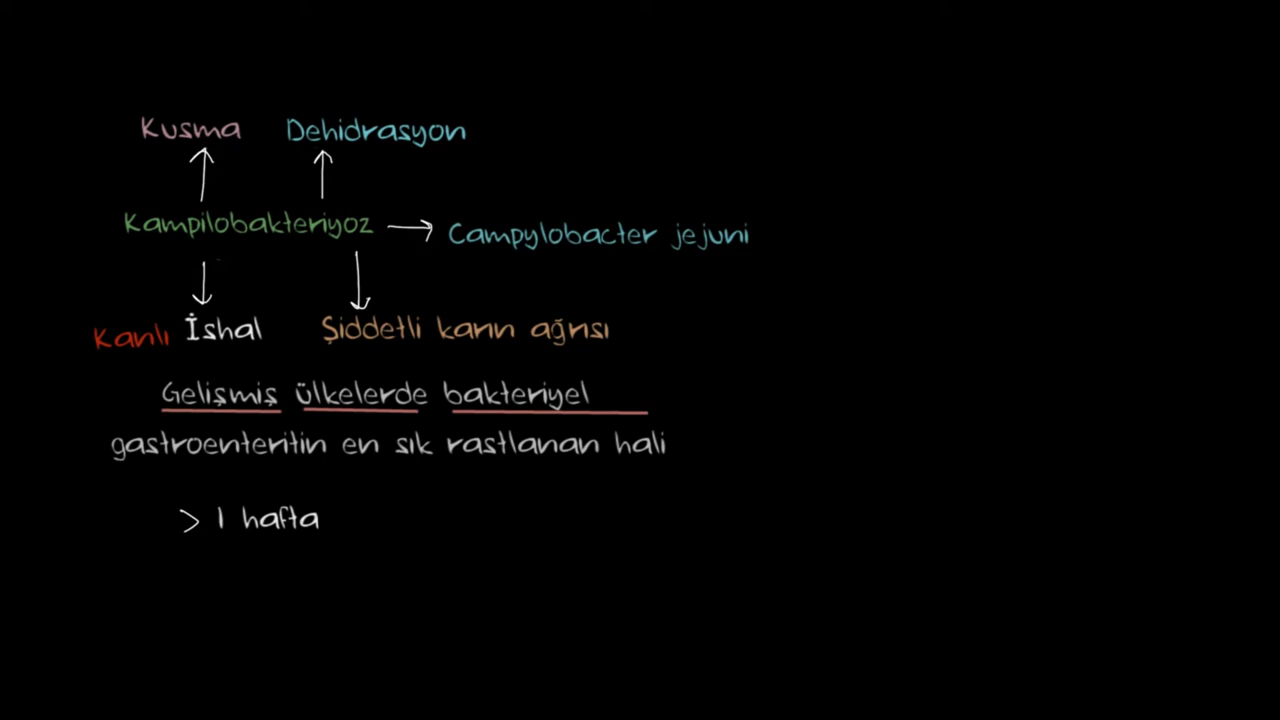 Kusma Dehidrasyon
Kampilobakteriyoz → Campylobacter jejuni
Kanlı İshal Şiddetli karın ağrısı
Gelişmiş ülkelerde bakteriyel
gastroenteritin en sık rastlanan hali
> 1 hafta